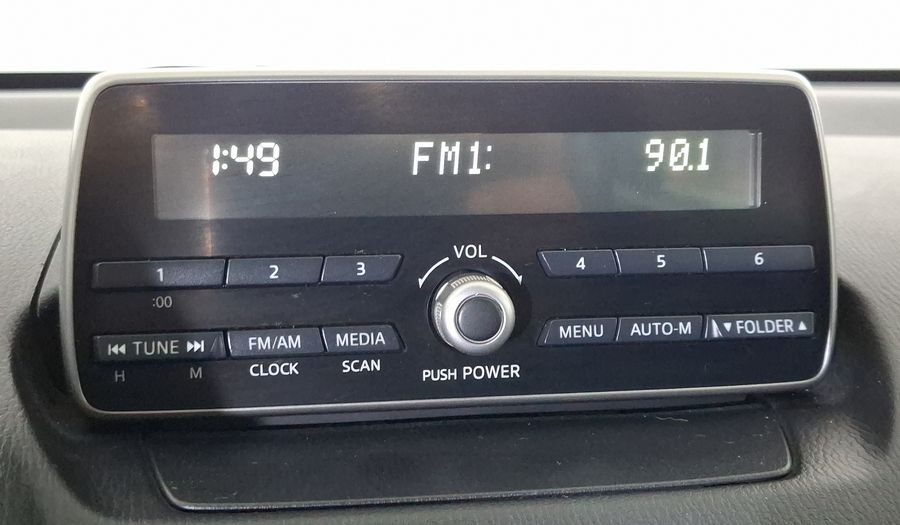 1:49 FM1: 90.1
VOL
1 2 3 4 5 6
:00
⏮ TUNE ⏭ FM/AM MEDIA MENU AUTO-M ▼ FOLDER ▲
H M CLOCK SCAN PUSH POWER